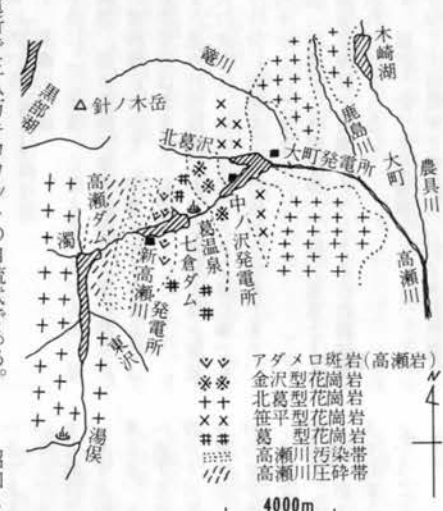 木崎湖
籠川
鹿島川
黒部湖
△針ノ木岳
大町
農具川
北葛沢
大町発電所
高瀬ダム
濁
中ノ沢発電所
葛温泉
七倉ダム
新高瀬川発電所
高瀬川
東沢
湯俣
アダメロ斑岩(高瀬岩)
金沢型花崗岩
北葛型花崗岩
笹平型花崗岩
葛 型花崗岩
高瀬川汚染帯
高瀬川圧砕帯
N
4000m